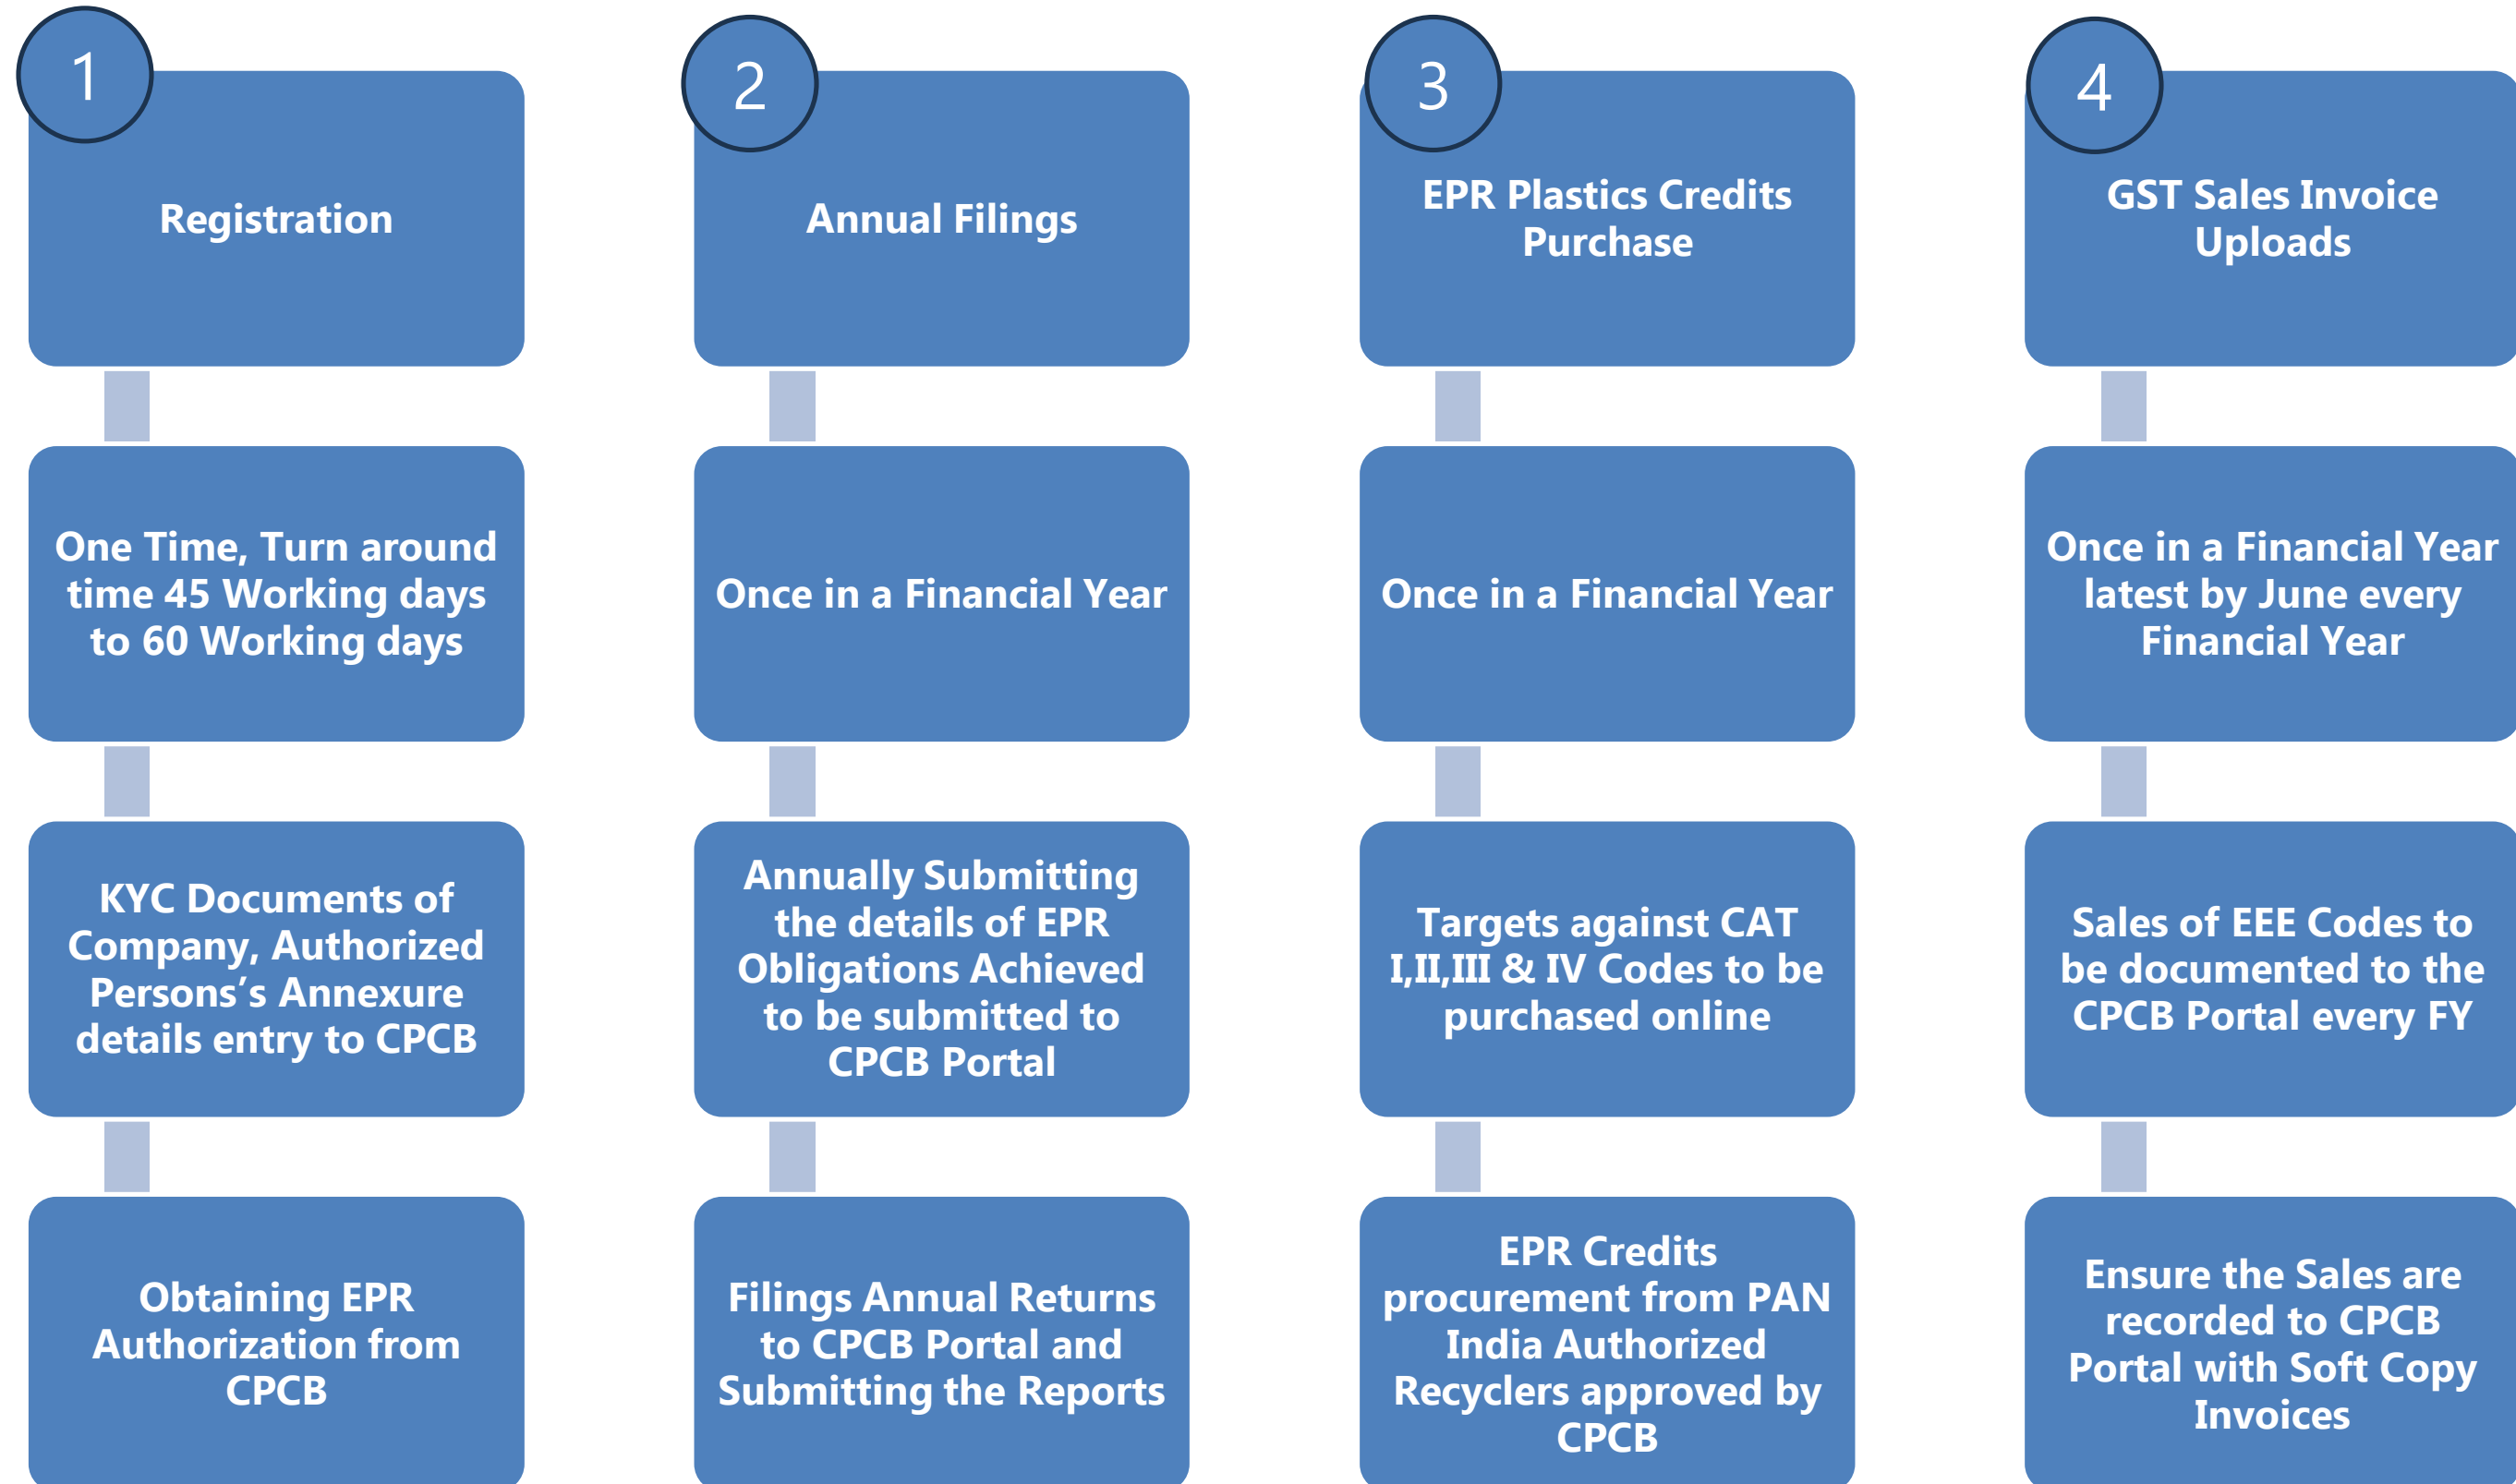 1
Registration
One Time, Turn around
time 45 Working days
to 60 Working days
KYC Documents of
Company, Authorized
Persons’s Annexure
details entry to CPCB
Obtaining EPR
Authorization from
CPCB
2
Annual Filings
Once in a Financial Year
Annually Submitting
the details of EPR
Obligations Achieved
to be submitted to
CPCB Portal
Filings Annual Returns
to CPCB Portal and
Submitting the Reports
3
EPR Plastics Credits
Purchase
Once in a Financial Year
Targets against CAT
I,II,III & IV Codes to be
purchased online
EPR Credits
procurement from PAN
India Authorized
Recyclers approved by
CPCB
4
GST Sales Invoice
Uploads
Once in a Financial Year
latest by June every
Financial Year
Sales of EEE Codes to
be documented to the
CPCB Portal every FY
Ensure the Sales are
recorded to CPCB
Portal with Soft Copy
Invoices